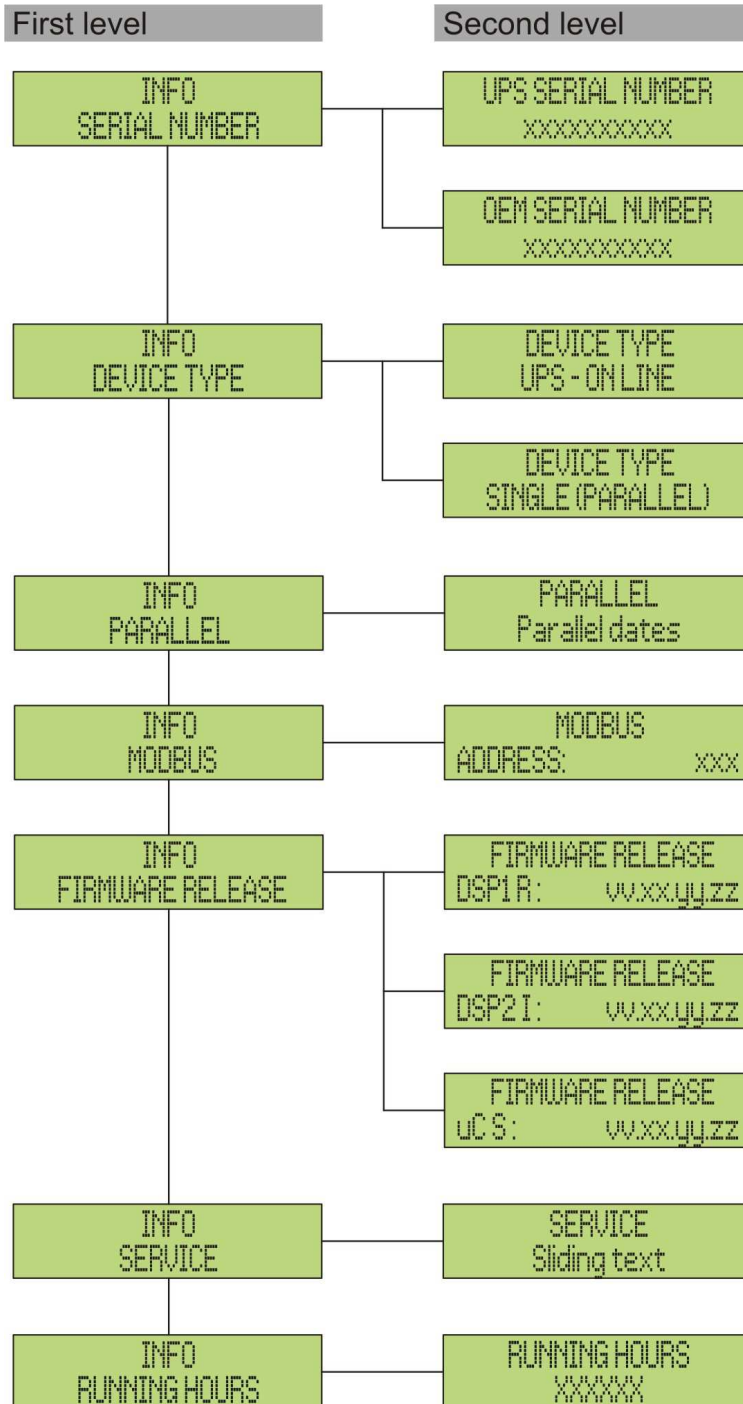 First level
Second level
INFO
SERIAL NUMBER
UPS SERIAL NUMBER
XXXXXXXXXX
OEM SERIAL NUMBER
XXXXXXXXXX
INFO
DEVICE TYPE
DEVICE TYPE
UPS - ON LINE
DEVICE TYPE
SINGLE (PARALLEL)
INFO
PARALLEL
PARALLEL
Parallel dates
INFO
MODBUS
MODBUS
ADDRESS: XXX
INFO
FIRMWARE RELEASE
FIRMWARE RELEASE
DSP1 R: vv.xx.yy.zz
FIRMWARE RELEASE
DSP2 I: vv.xx.yy.zz
FIRMWARE RELEASE
uC S: vv.xx.yy.zz
INFO
SERVICE
SERVICE
Sliding text
INFO
RUNNING HOURS
RUNNING HOURS
XXXXXX